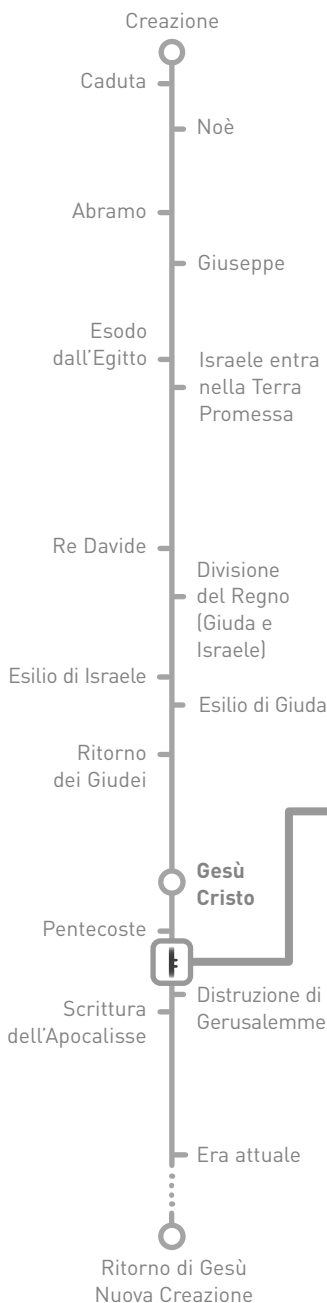 Creazione
Caduta
Noè
Abramo
Giuseppe
Esodo
dall'Egitto
Israele entra
nella Terra
Promessa
Re Davide
Divisione
del Regno
(Giuda e
Israele)
Esilio di Israele
Esilio di Giuda
Ritorno
dei Giudei
Gesù
Cristo
Pentecoste
Distruzione di
Gerusalemme
Scrittura
dell'Apocalisse
Era attuale
Ritorno di Gesù
Nuova Creazione